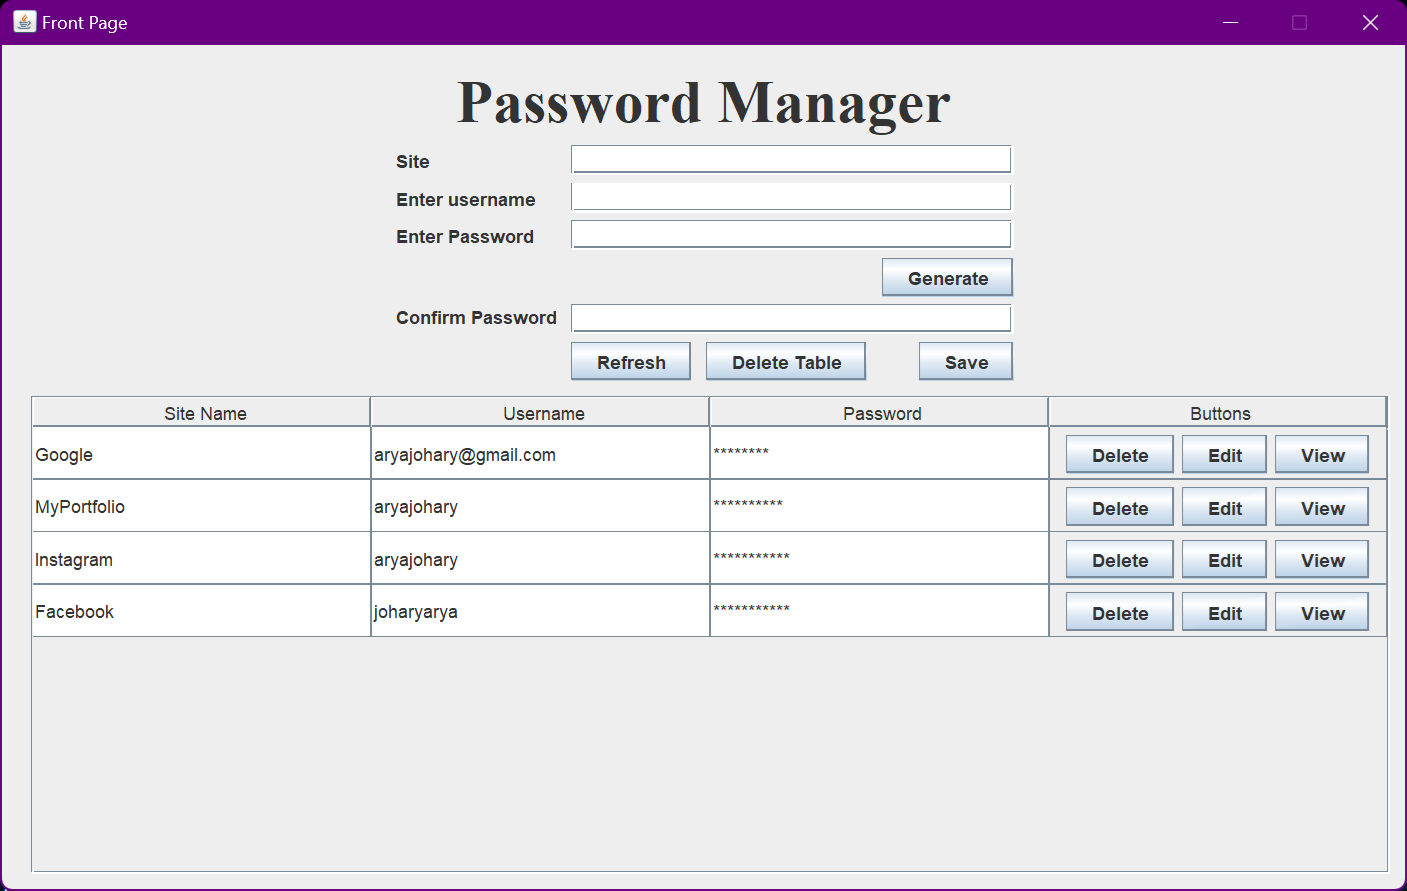 Front Page
Password Manager
Site
Enter username
Enter Password
Generate
Confirm Password
Refresh Delete Table Save
Site Name Username Password Buttons
Google aryajohary@gmail.com ******** Delete Edit View
MyPortfolio aryajohary ********** Delete Edit View
Instagram aryajohary *********** Delete Edit View
Facebook joharyarya *********** Delete Edit View